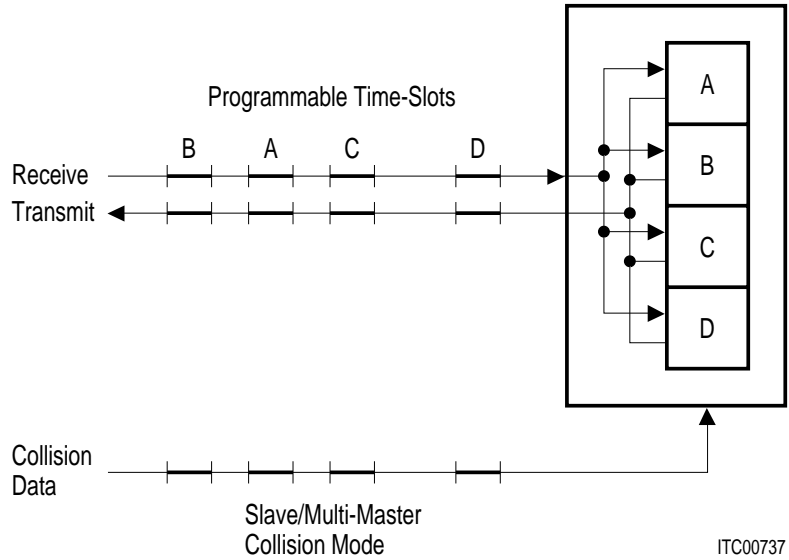 Programmable Time-Slots
B A C D
Receive
Transmit
A
B
C
D
Collision
Data
Slave/Multi-Master
Collision Mode
ITC00737